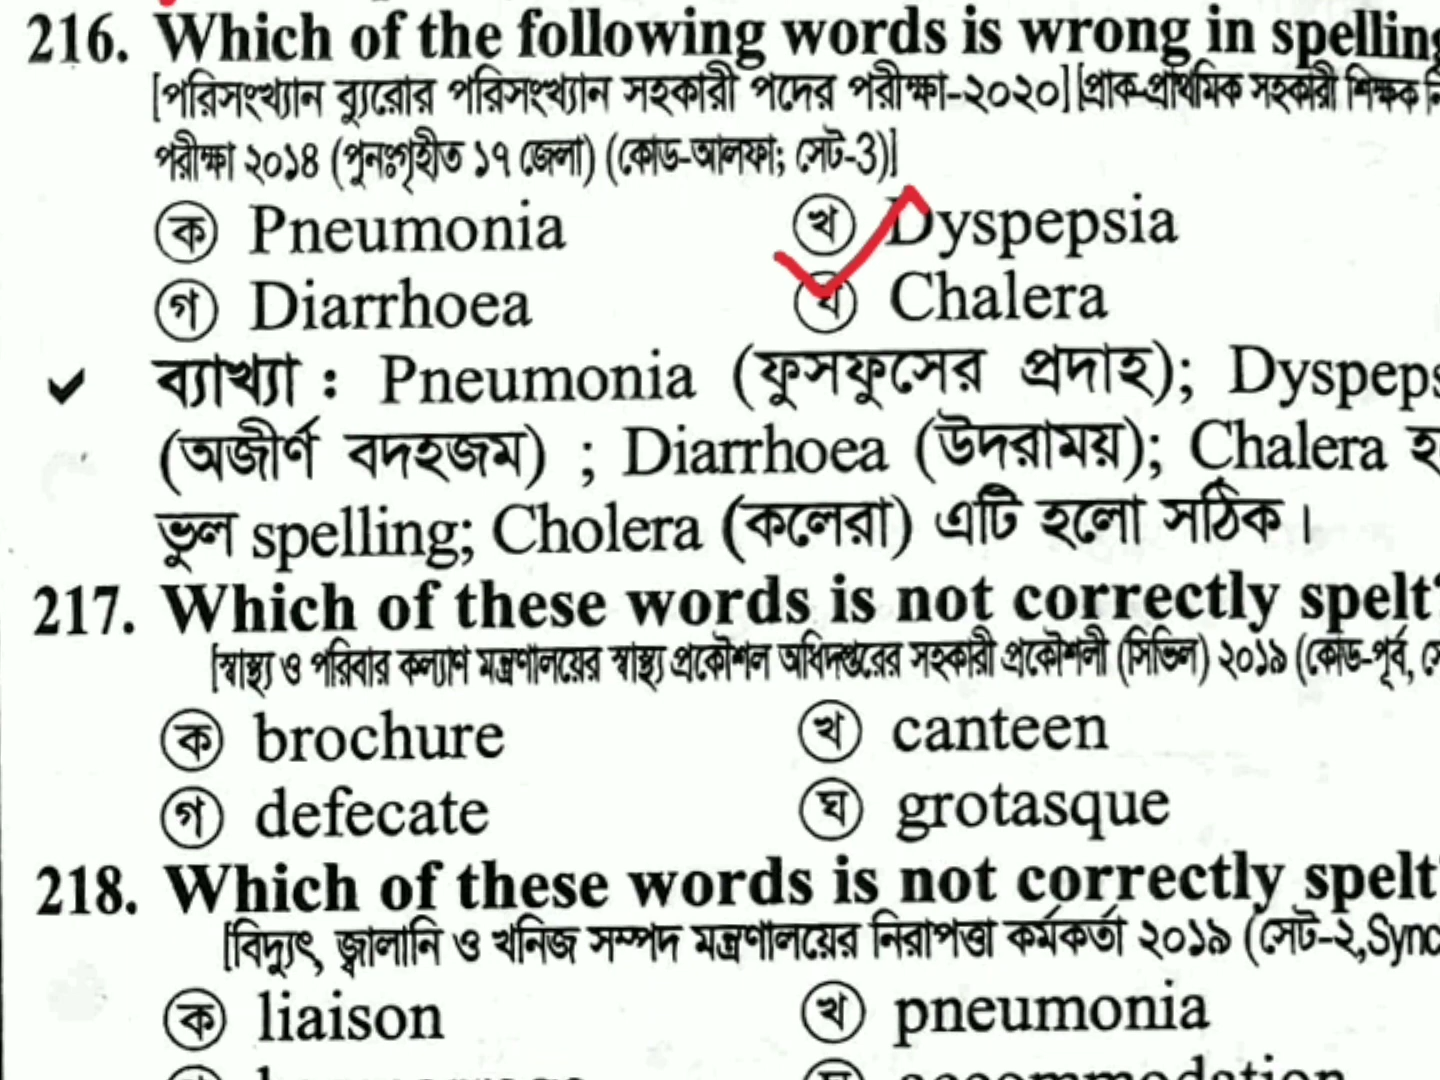 216. Which of the following words is wrong in spelling
[পরিসংখ্যান ব্যুরোর পরিসংখ্যান সহকারী পদের পরীক্ষা-২০২০] [প্রাক-প্রাথমিক সহকারী শিক্ষক নি
পরীক্ষা ২০১৪ (পুনঃগৃহীত ১৭ জেলা) (কোড-আলফা; সেট-3)]
ক Pneumonia খ Dyspepsia
গ Diarrhoea ঘ Chalera
ব্যাখ্যা : Pneumonia (ফুসফুসের প্রদাহ); Dyspeps
(অজীর্ণ বদহজম) ; Diarrhoea (উদরাময়); Chalera হ
ভুল spelling; Cholera (কলেরা) এটি হলো সঠিক।
217. Which of these words is not correctly spelt?
[স্বাস্থ্য ও পরিবার কল্যাণ মন্ত্রণালয়ের স্বাস্থ্য প্রকৌশল অধিদপ্তরের সহকারী প্রকৌশলী (সিভিল) ২০১৯ (কোড-পূর্ব, সে
ক brochure খ canteen
গ defecate ঘ grotasque
218. Which of these words is not correctly spelt
[বিদ্যুৎ, জ্বালানি ও খনিজ সম্পদ মন্ত্রণালয়ের নিরাপত্তা কর্মকর্তা ২০১৯ (সেট-২,Sync
ক liaison খ pneumonia
accommodation